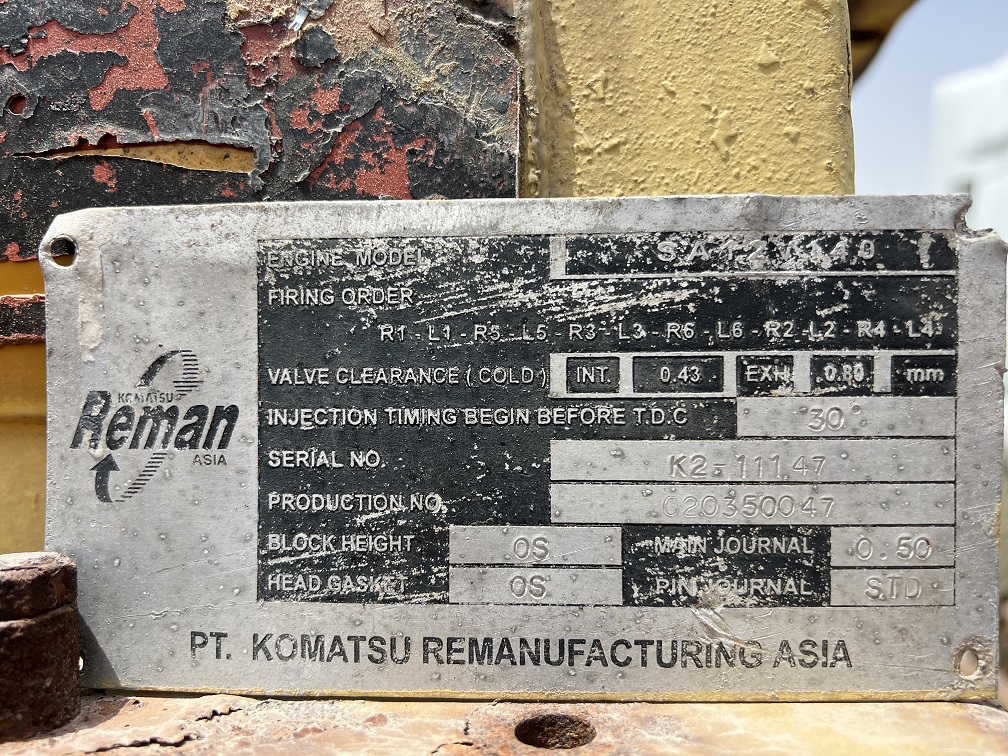 ENGINE MODEL SA12V140
FIRING ORDER
R1 - L1 - R5 - L5 - R3 - L3 - R6 - L6 - R2 - L2 - R4 - L4
VALVE CLEARANCE ( COLD ) INT. 0.43 EXH. 0.80 mm
INJECTION TIMING BEGIN BEFORE T.D.C 30°
SERIAL NO. K2-11147
PRODUCTION NO. 020350047
BLOCK HEIGHT OS MAIN JOURNAL 0.50
HEAD GASKET OS PIN JOURNAL STD
KOMATSU
Reman
ASIA
PT. KOMATSU REMANUFACTURING ASIA